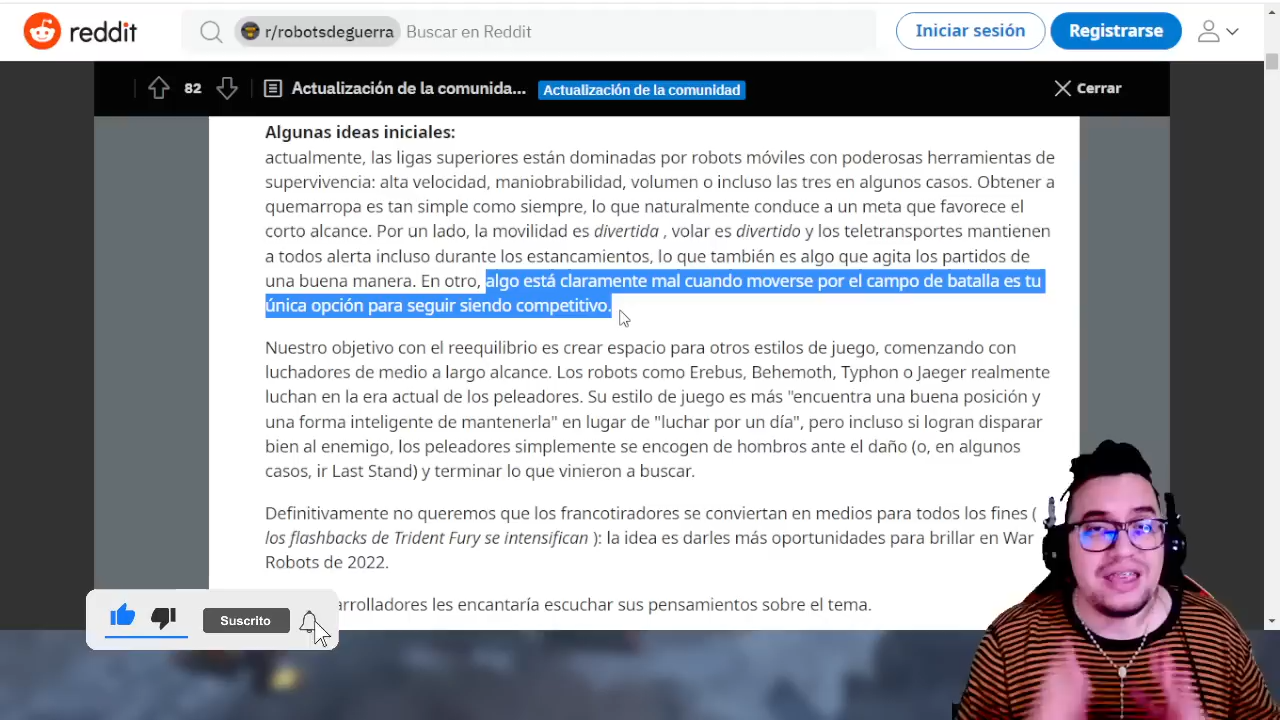 reddit
r/robotsdeguerra Buscar en Reddit
Iniciar sesión
Registrarse
82
Actualización de la comunida...
Actualización de la comunidad
Cerrar
Algunas ideas iniciales:
actualmente, las ligas superiores están dominadas por robots móviles con poderosas herramientas de
supervivencia: alta velocidad, maniobrabilidad, volumen o incluso las tres en algunos casos. Obtener a
quemarropa es tan simple como siempre, lo que naturalmente conduce a un meta que favorece el
corto alcance. Por un lado, la movilidad es divertida , volar es divertido y los teletransportes mantienen
a todos alerta incluso durante los estancamientos, lo que también es algo que agita los partidos de
una buena manera. En otro, algo está claramente mal cuando moverse por el campo de batalla es tu
única opción para seguir siendo competitivo.
Nuestro objetivo con el reequilibrio es crear espacio para otros estilos de juego, comenzando con
luchadores de medio a largo alcance. Los robots como Erebus, Behemoth, Typhon o Jaeger realmente
luchan en la era actual de los peleadores. Su estilo de juego es más "encuentra una buena posición y
una forma inteligente de mantenerla" en lugar de "luchar por un día", pero incluso si logran disparar
bien al enemigo, los peleadores simplemente se encogen de hombros ante el daño (o, en algunos
casos, ir Last Stand) y terminar lo que vinieron a buscar.
Definitivamente no queremos que los francotiradores se conviertan en medios para todos los fines (
los flashbacks de Trident Fury se intensifican ): la idea es darles más oportunidades para brillar en War
Robots de 2022.
arrolladores les encantaría escuchar sus pensamientos sobre el tema.
Suscrito